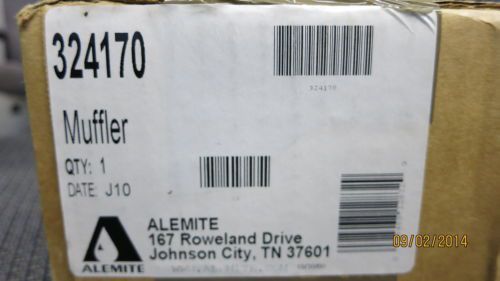 324170
324170
Muffler
QTY: 1
DATE: J10
ALEMITE
167 Roweland Drive
Johnson City, TN 37601
ALEMITE
09/02/2014